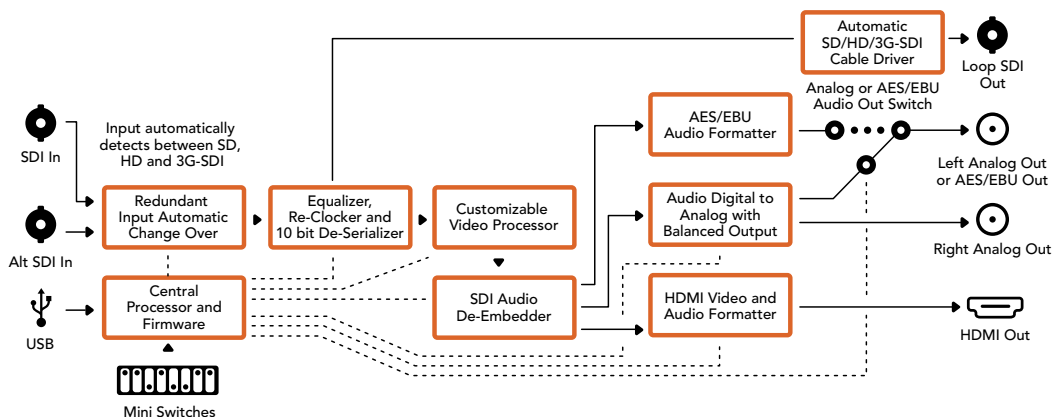 Automatic
SD/HD/3G-SDI
Cable Driver
Loop SDI
Out
Analog or AES/EBU
Audio Out Switch
SDI In
Input automatically
detects between SD,
HD and 3G-SDI
AES/EBU
Audio Formatter
Left Analog Out
or AES/EBU Out
Alt SDI In
Redundant
Input Automatic
Change Over
Equalizer,
Re-Clocker and
10 bit De-Serializer
Customizable
Video Processor
Audio Digital to
Analog with
Balanced Output
Right Analog Out
USB
Central
Processor and
Firmware
SDI Audio
De-Embedder
HDMI Video and
Audio Formatter
HDMI Out
Mini Switches